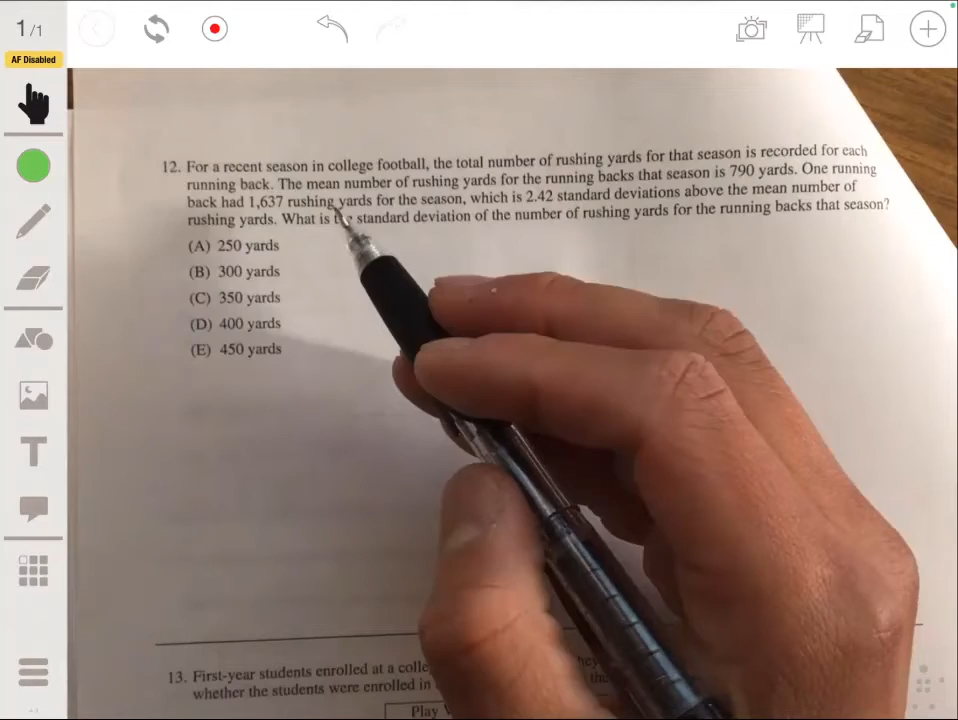 1/1
AF Disabled
12. For a recent season in college football, the total number of rushing yards for that season is recorded for each
running back. The mean number of rushing yards for the running backs that season is 790 yards. One running
back had 1,637 rushing yards for the season, which is 2.42 standard deviations above the mean number of
rushing yards. What is the standard deviation of the number of rushing yards for the running backs that season?
(A) 250 yards
(B) 300 yards
(C) 350 yards
(D) 400 yards
(E) 450 yards
13. First-year students enrolled at a colle
whether the students were enrolled in
Play
T